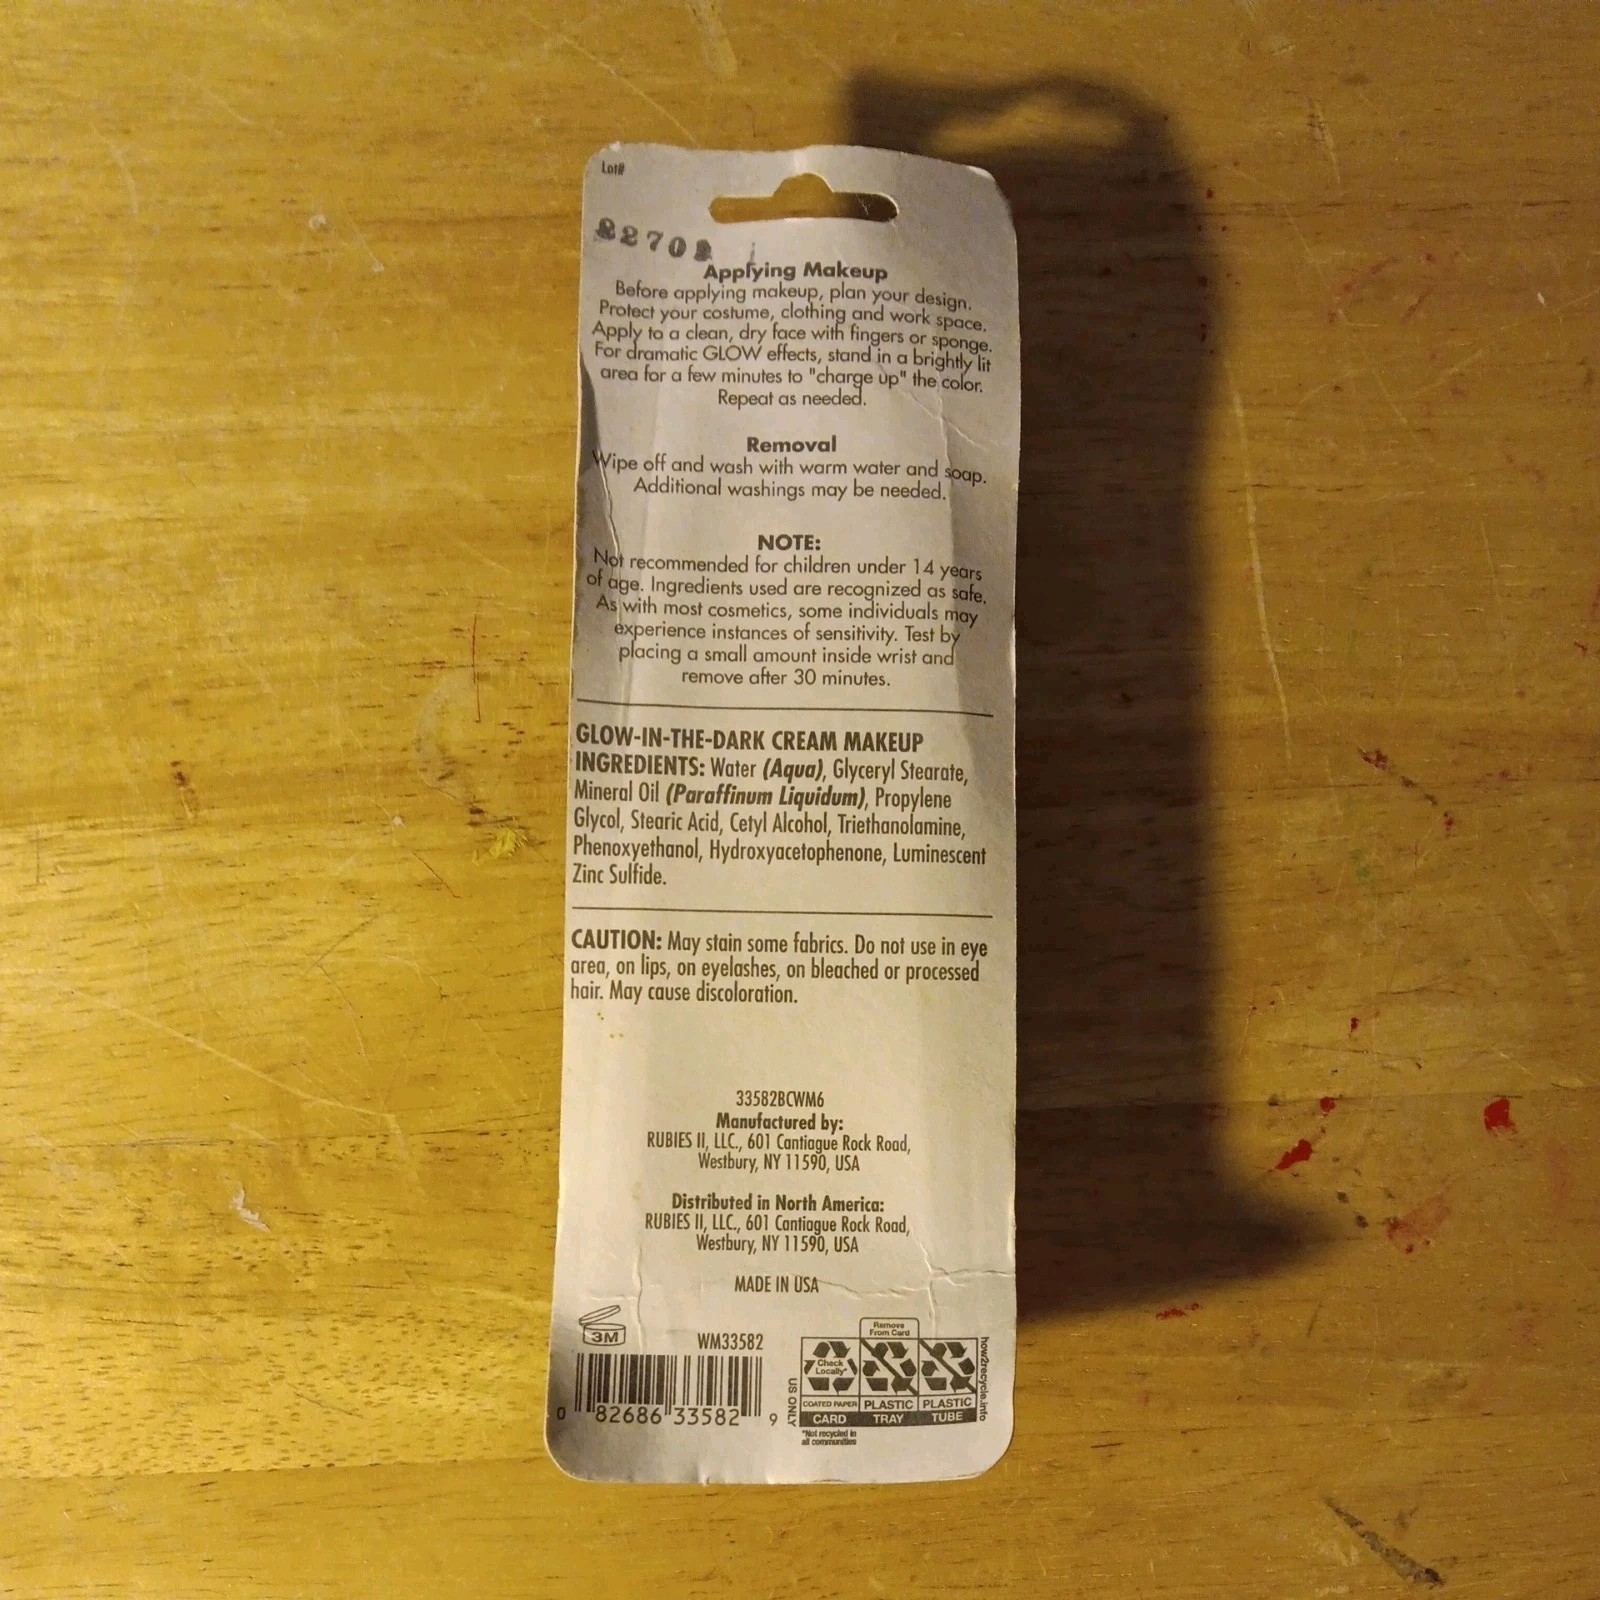 Lot#
Applying Makeup
Before applying makeup, plan your design.
Protect your costume, clothing and work space.
Apply to a clean, dry face with fingers or sponge.
For dramatic GLOW effects, stand in a brightly lit
area for a few minutes to "charge up" the color.
Repeat as needed.
Removal
Wipe off and wash with warm water and soap.
Additional washings may be needed.
NOTE:
Not recommended for children under 14 years
of age. Ingredients used are recognized as safe.
As with most cosmetics, some individuals may
experience instances of sensitivity. Test by
placing a small amount inside wrist and
remove after 30 minutes.
GLOW-IN-THE-DARK CREAM MAKEUP
INGREDIENTS: Water (Aqua), Glyceryl Stearate,
Mineral Oil (Paraffinum Liquidum), Propylene
Glycol, Stearic Acid, Cetyl Alcohol, Triethanolamine,
Phenoxyethanol, Hydroxyacetophenone, Luminescent
Zinc Sulfide.
CAUTION: May stain some fabrics. Do not use in eye
area, on lips, on eyelashes, on bleached or processed
hair. May cause discoloration.
33582BCWM6
Manufactured by:
RUBIES II, LLC., 601 Cantiague Rock Road,
Westbury, NY 11590, USA
Distributed in North America:
RUBIES II, LLC., 601 Cantiague Rock Road,
Westbury, NY 11590, USA
MADE IN USA
3M
WM33582
0 82686 33582 9
US ONLY
Remove
From Card
Check
Locally*
COATED PAPER PLASTIC PLASTIC
CARD TRAY TUBE
*Not recycled in
all communities
how2recycle.info